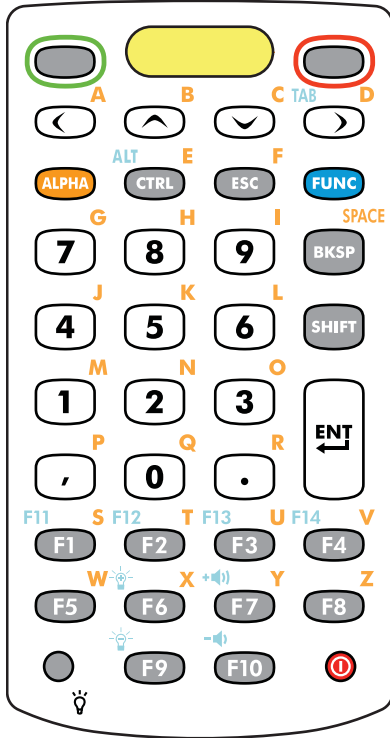 A B C TAB D
ALT E F
ALPHA CTRL ESC FUNC
G H I SPACE
7 8 9 BKSP
J K L
4 5 6 SHIFT
M N O
1 2 3 ENT
P Q R
, 0 .
F11 S F12 T F13 U F14 V
F1 F2 F3 F4
W X + Y Z
F5 F6 F7 F8
-
F9 F10